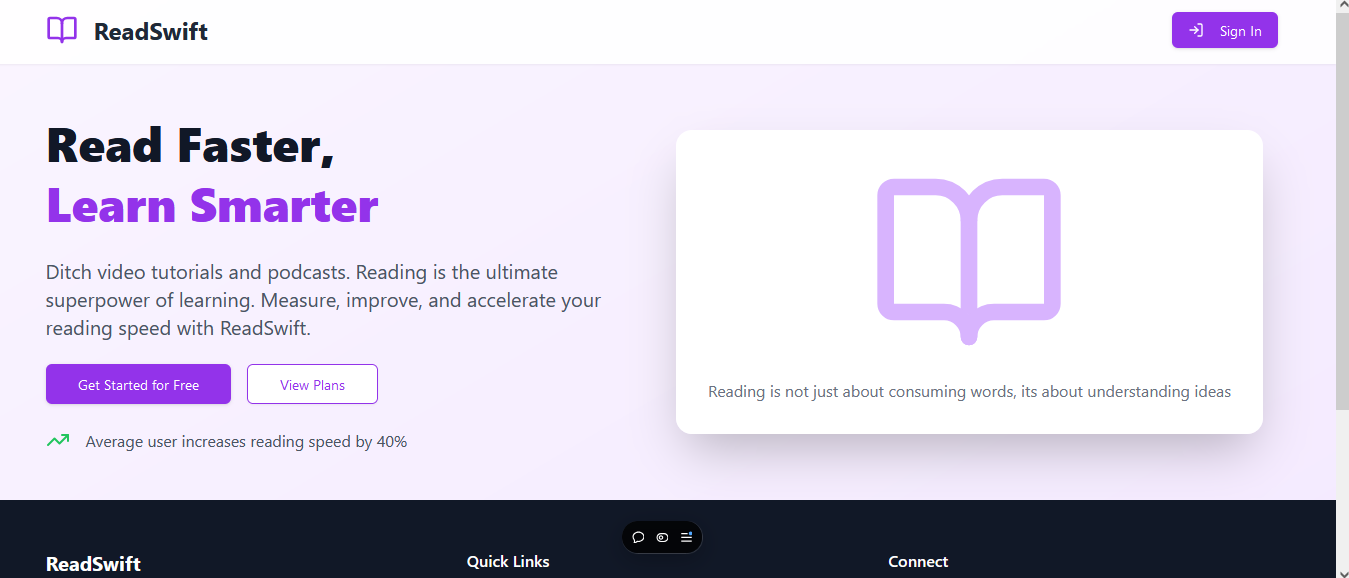 ReadSwift
Sign In
Read Faster,
Learn Smarter
Ditch video tutorials and podcasts. Reading is the ultimate
superpower of learning. Measure, improve, and accelerate your
reading speed with ReadSwift.
Get Started for Free
View Plans
Average user increases reading speed by 40%
Reading is not just about consuming words, its about understanding ideas
ReadSwift
Quick Links
Connect